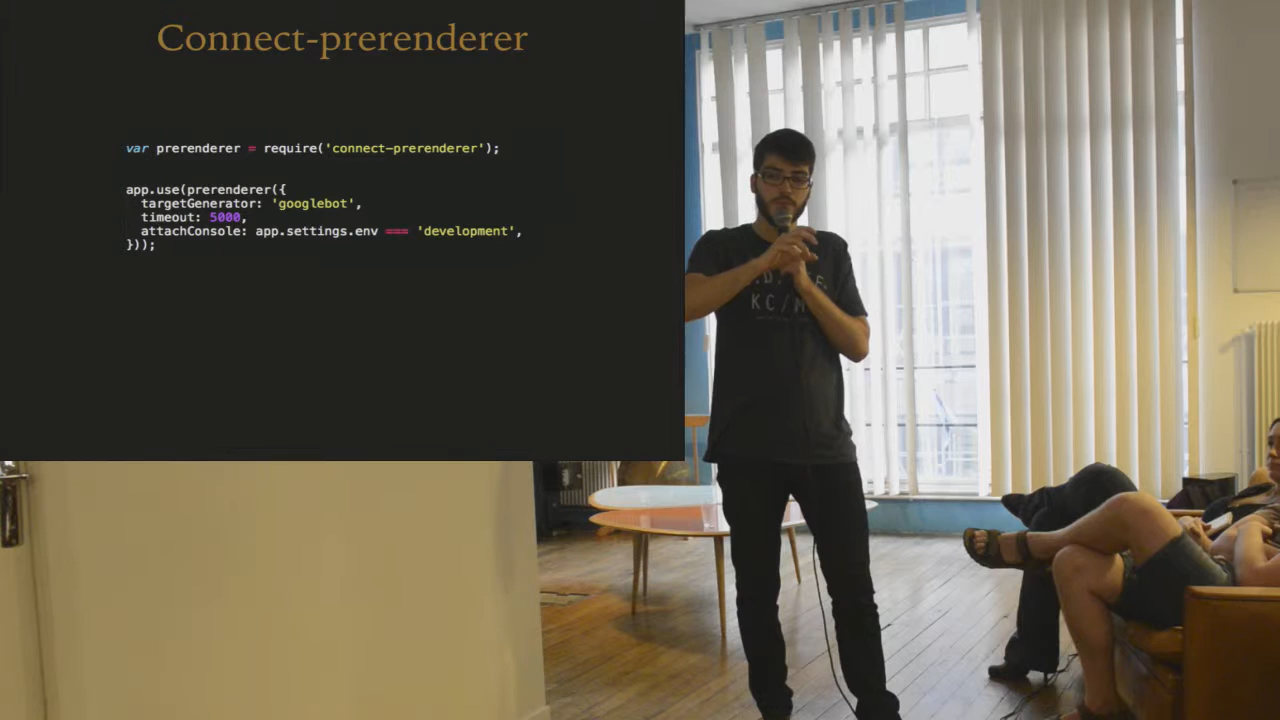 Connect-prerenderer
var prerenderer = require('connect-prerenderer');
app.use(prerenderer({
targetGenerator: 'googlebot',
timeout: 5000,
attachConsole: app.settings.env === 'development',
}));
KC/M